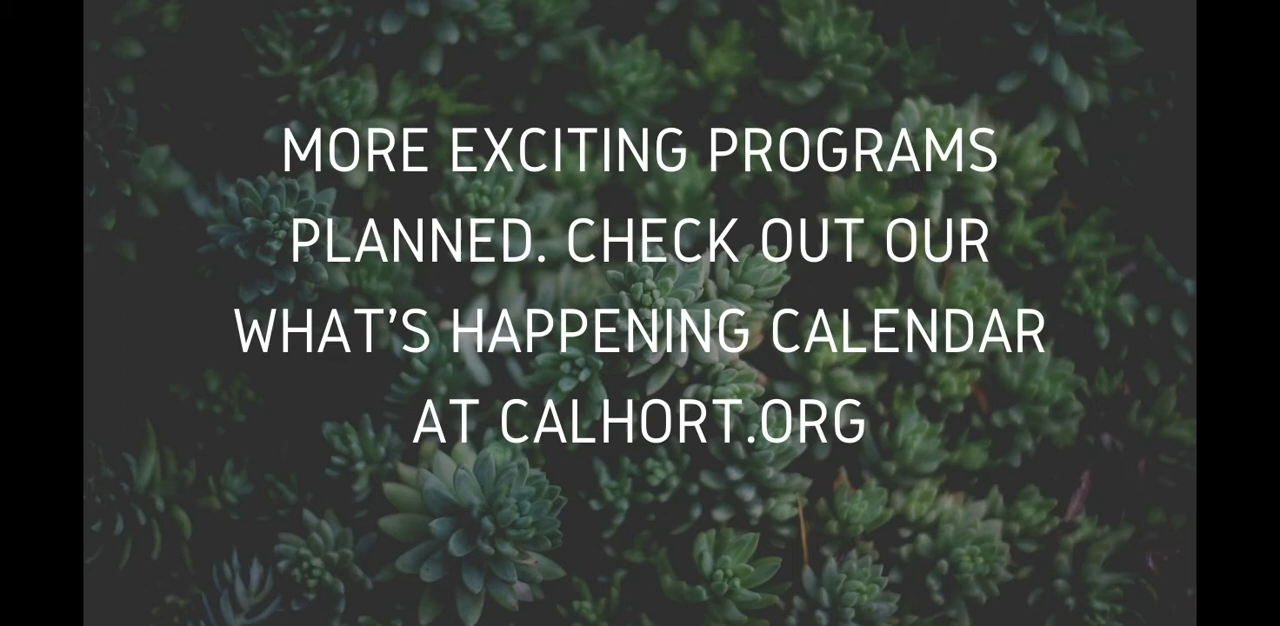 MORE EXCITING PROGRAMS
PLANNED. CHECK OUT OUR
WHAT’S HAPPENING CALENDAR
AT CALHORT.ORG